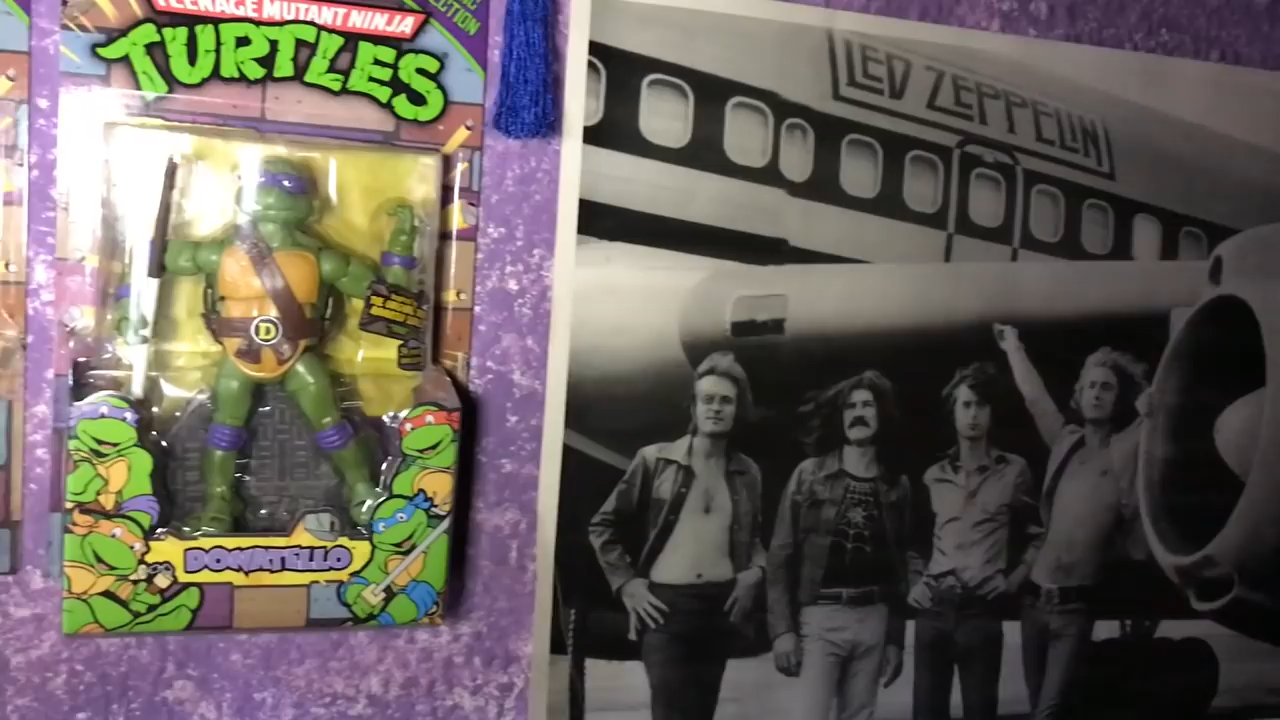 TEENAGE MUTANT NINJA
TURTLES
D
DONATELLO
LED ZEPPELIN